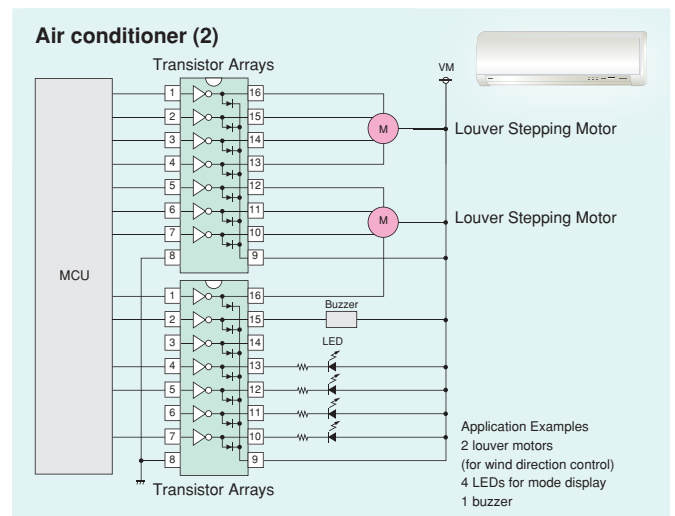 Air conditioner (2)
Transistor Arrays
VM
1 16
2 15
3 14
4 13
5 12
6 11
7 10
8 9
M
Louver Stepping Motor
M
Louver Stepping Motor
MCU
1 16
2 15
3 14
4 13
5 12
6 11
7 10
8 9
Buzzer
LED
Transistor Arrays
Application Examples
2 louver motors
(for wind direction control)
4 LEDs for mode display
1 buzzer